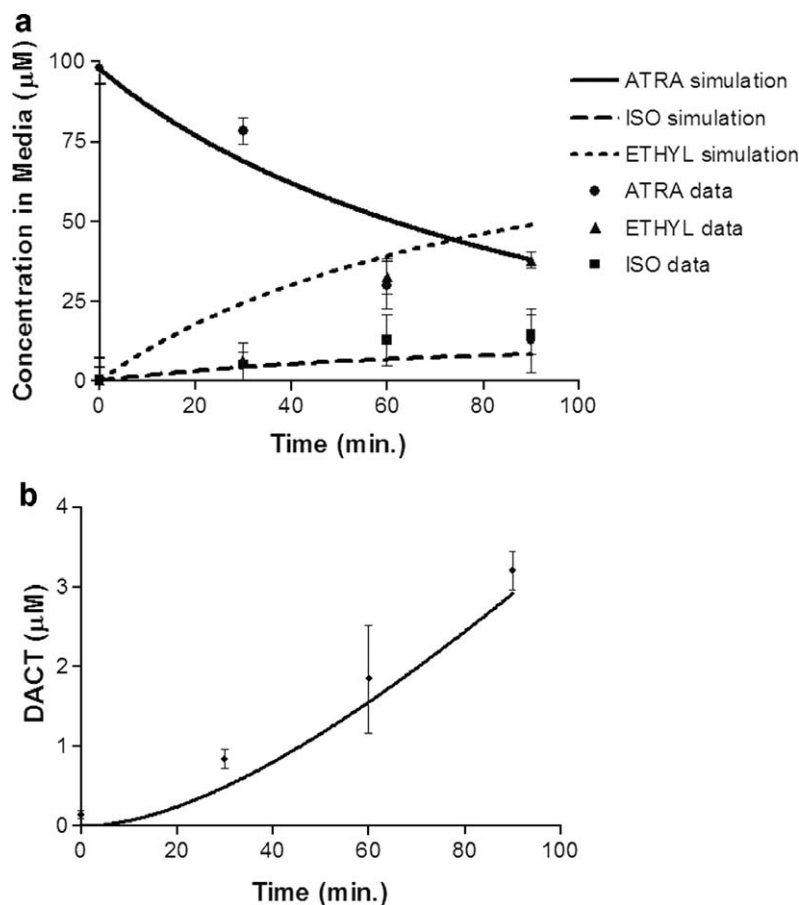 a
Concentration in Media (μM)
100
75
50
25
0
0
20
40
60
80
100
Time (min.)
ATRA simulation
ISO simulation
ETHYL simulation
ATRA data
ETHYL data
ISO data
b
DACT (μM)
4
3
2
1
0
0
20
40
60
80
100
Time (min.)